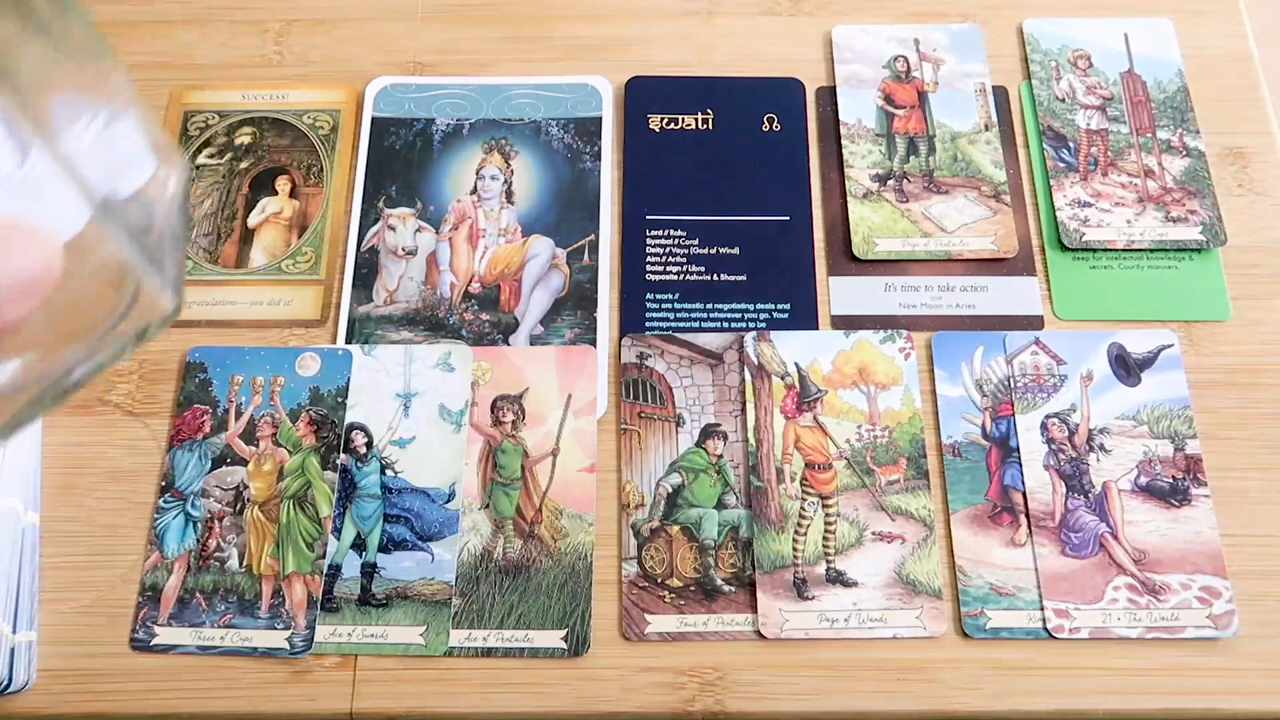 SUCCESS!
gratulations—you did it!
swati
Lord // Rahu
Symbol // Coral
Deity // Vayu (God of Wind)
Aim // Artha
Solar sign // Libra
Opposite // Ashwini & Bharani
At work //
You are fantastic at negotiating deals and
creating win-wins wherever you go. Your
entrepreneurial talent is sure to be
noticed
Page of Pentacles
It's time to take action
New Moon in Aries
Page of Cups
deep for intellectual knowledge &
secrets. Courtly manners.
Three of Cups
Ace of Swords
Ace of Pentacles
Four of Pentacles
Page of Wands
King
21 • The World